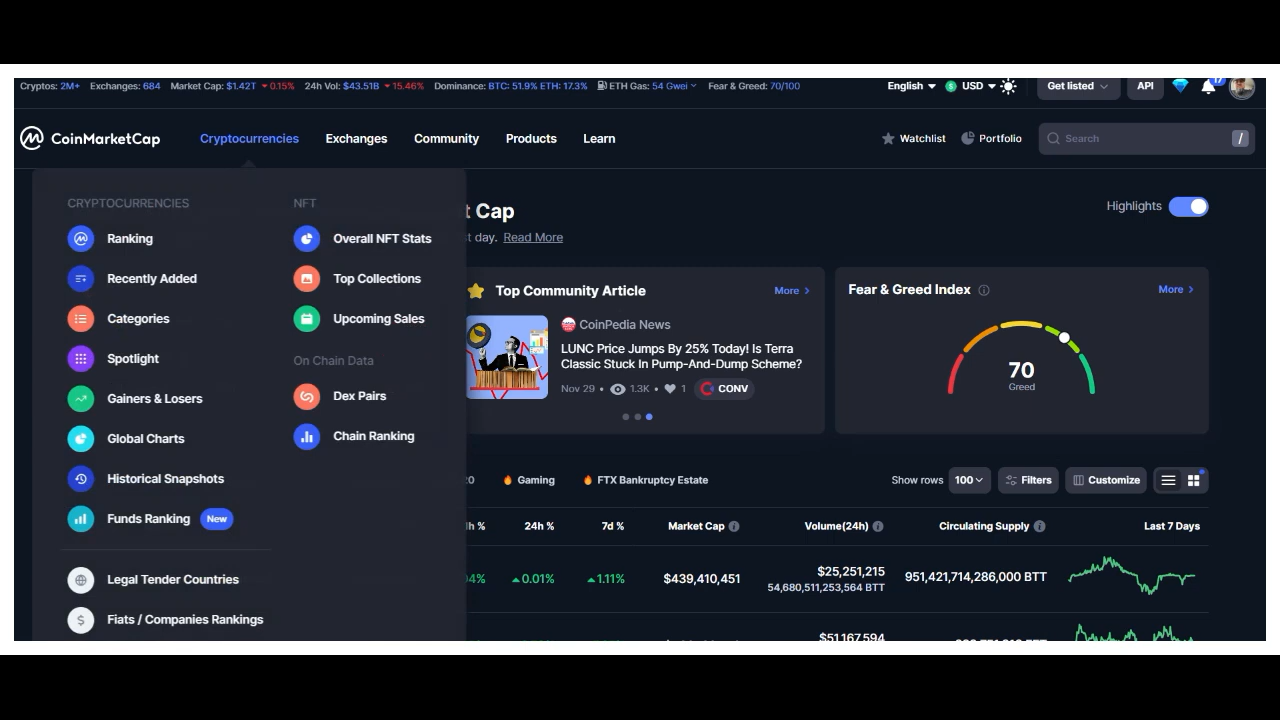 Cryptos: 2M+ Exchanges: 684 Market Cap: $1.42T 0.15% 24h Vol: $43.51B 15.46% Dominance: BTC: 51.9% ETH: 17.3% ETH Gas: 54 Gwei Fear & Greed: 70/100 English USD Get listed API 17
CoinMarketCap Cryptocurrencies Exchanges Community Products Learn Watchlist Portfolio Search /
CRYPTOCURRENCIES
Ranking
Recently Added
Categories
Spotlight
Gainers & Losers
Global Charts
Historical Snapshots
Funds Ranking New
Legal Tender Countries
Fiats / Companies Rankings
NFT
Overall NFT Stats
Top Collections
Upcoming Sales
On Chain Data
Dex Pairs
Chain Ranking
t Cap
t day. Read More
Highlights
Top Community Article More >
CoinPedia News
LUNC Price Jumps By 25% Today! Is Terra
Classic Stuck In Pump-And-Dump Scheme?
Nov 29 • 1.3K • 1 CONV
Fear & Greed Index More >
70
Greed
Gaming FTX Bankruptcy Estate Show rows 100 Filters Customize
h % 24h % 7d % Market Cap Volume(24h) Circulating Supply Last 7 Days
04% 0.01% 1.11% $439,410,451 $25,251,215 951,421,714,286,000 BTT
54,680,511,253,564 BTT
$51,167,594